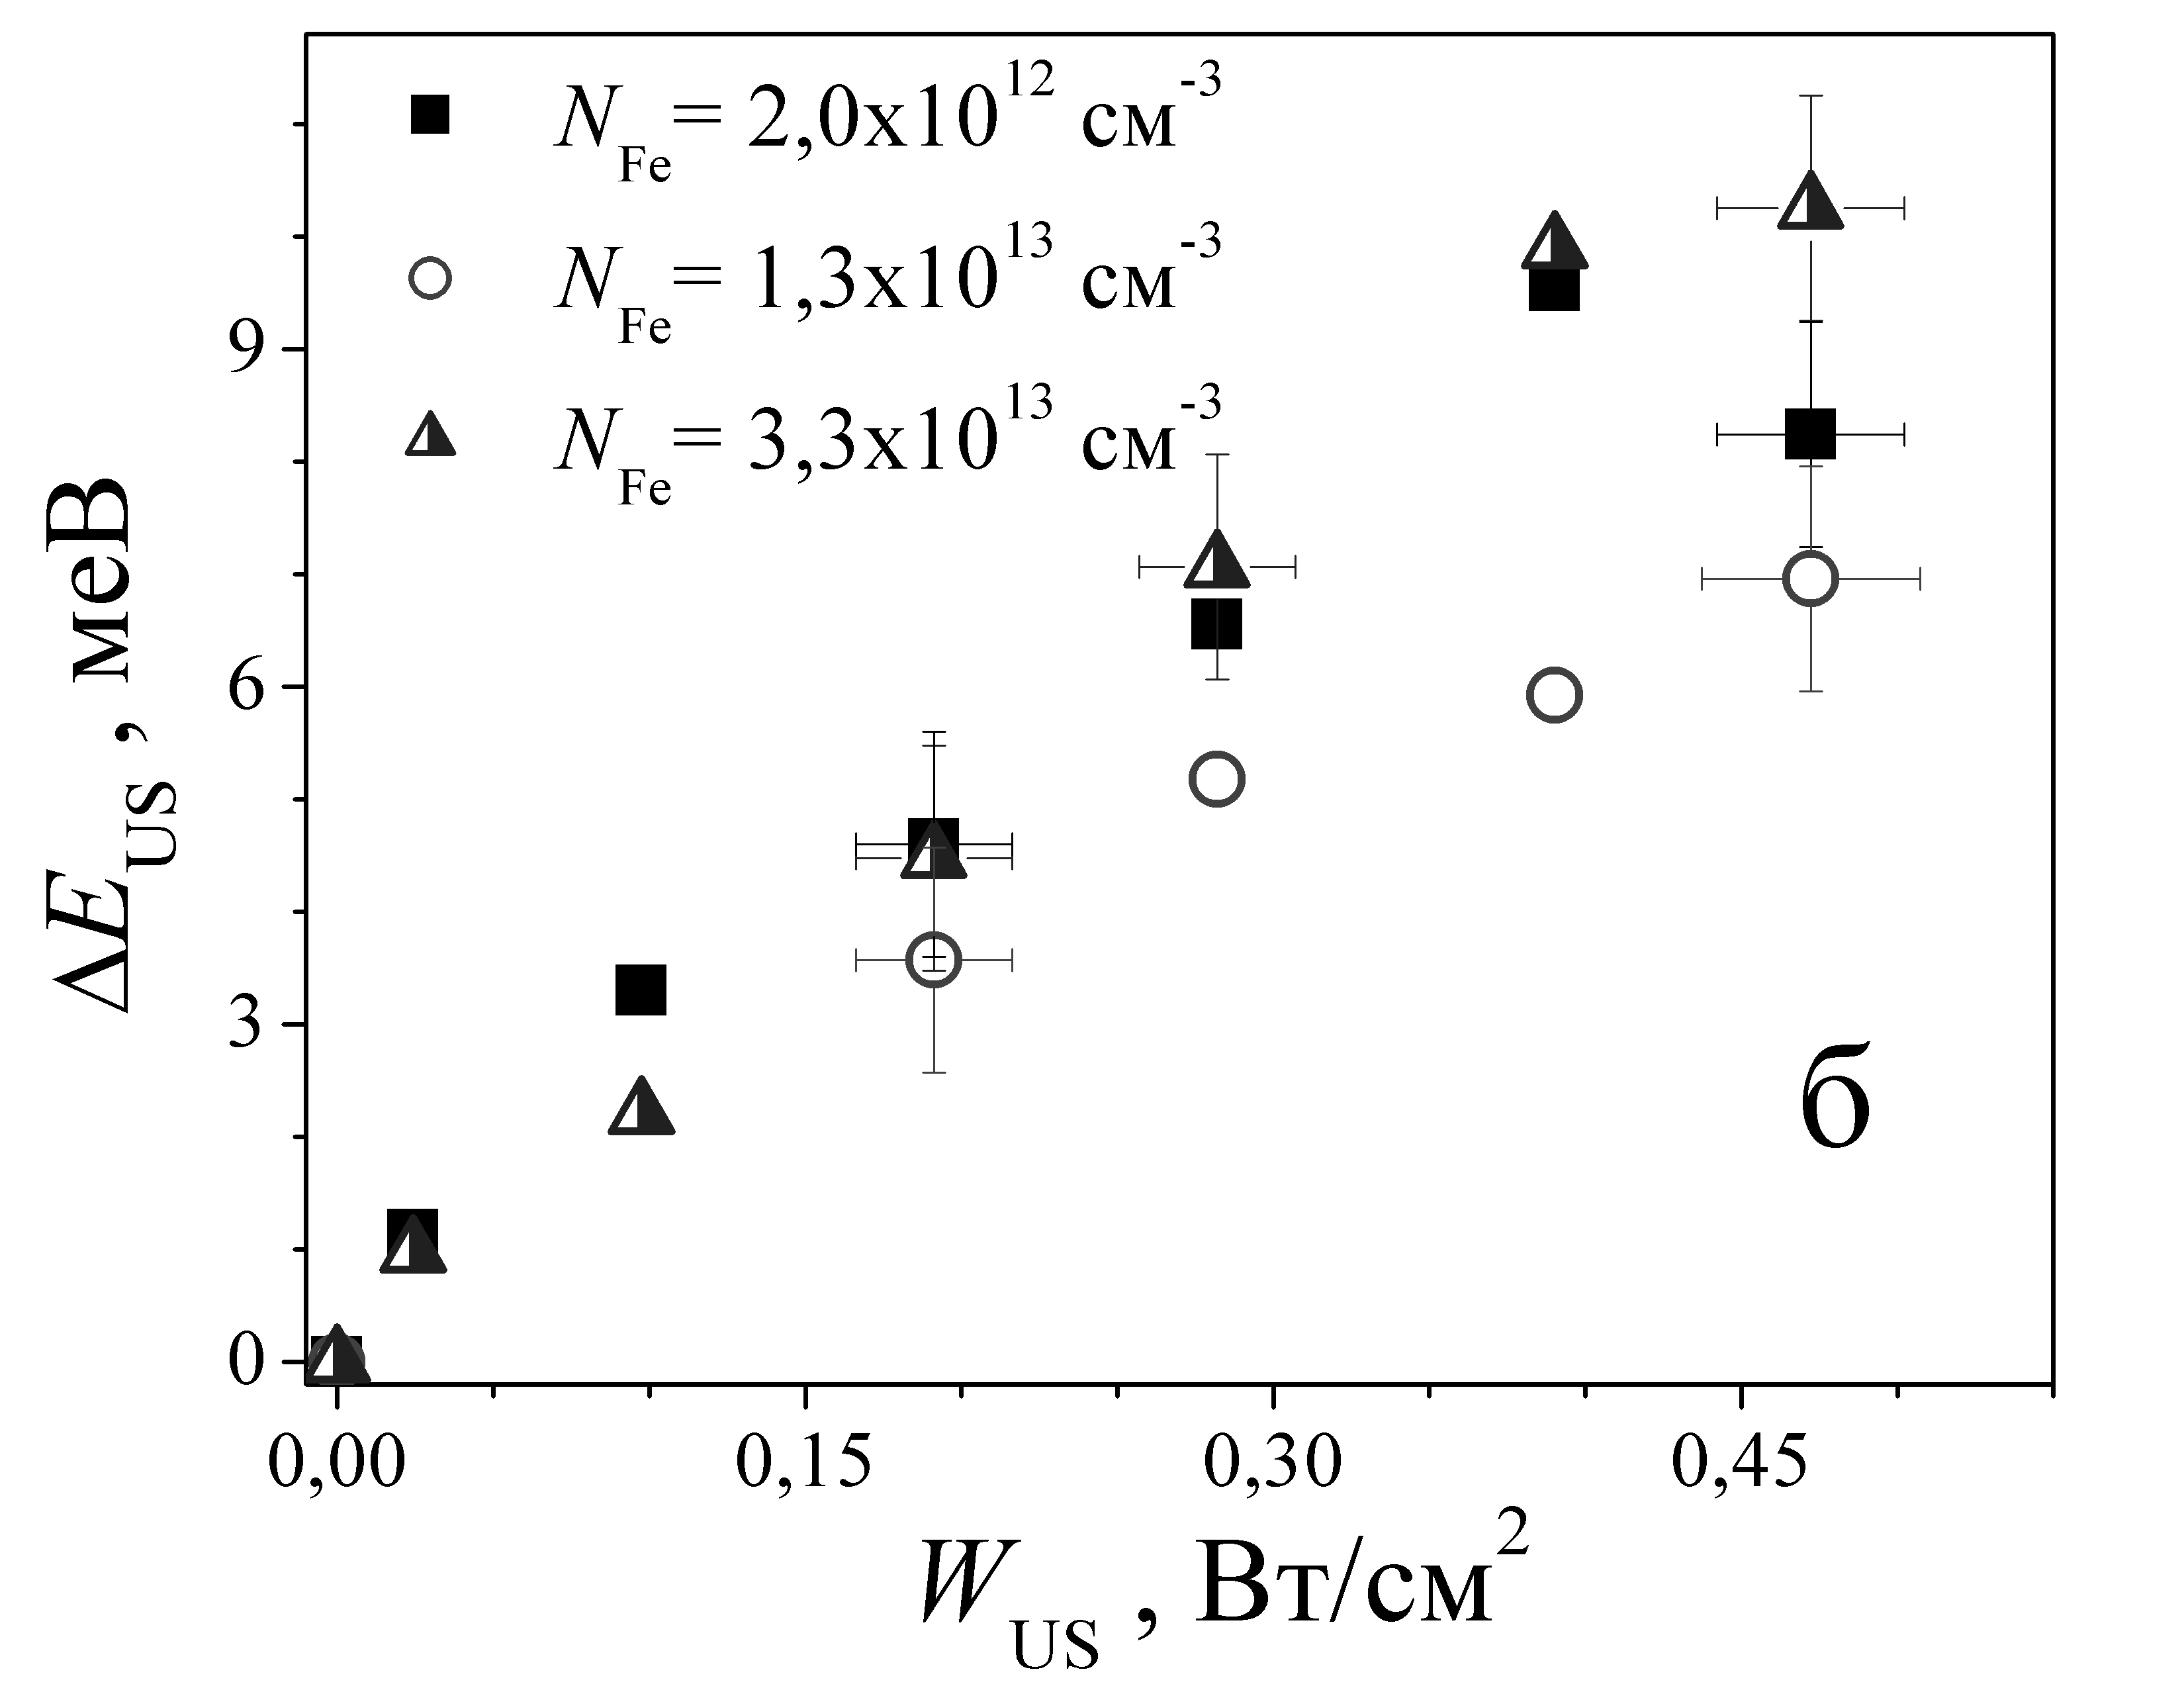 N_Fe = 2,0x10^12 см^-3
N_Fe = 1,3x10^13 см^-3
N_Fe = 3,3x10^13 см^-3
ΔE_US , меВ
9
6
3
0
б
0,00 0,15 0,30 0,45
W_US , Вт/см^2